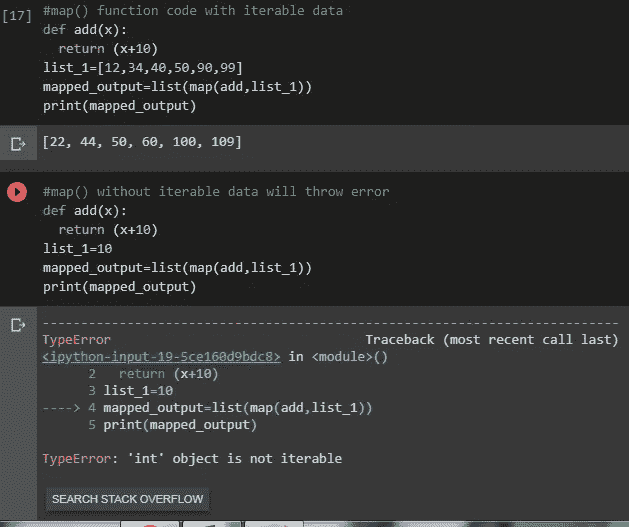 [17] #map() function code with iterable data
def add(x):
  return (x+10)
list_1=[12,34,40,50,90,99]
mapped_output=list(map(add,list_1))
print(mapped_output)
[22, 44, 50, 60, 100, 109]
#map() without iterable data will throw error
def add(x):
  return (x+10)
list_1=10
mapped_output=list(map(add,list_1))
print(mapped_output)
---------------------------------------------------------------------------
TypeError Traceback (most recent call last)
<ipython-input-19-5ce160d9bdc8> in <module>()
      2   return (x+10)
      3 list_1=10
----> 4 mapped_output=list(map(add,list_1))
      5 print(mapped_output)
TypeError: 'int' object is not iterable
SEARCH STACK OVERFLOW